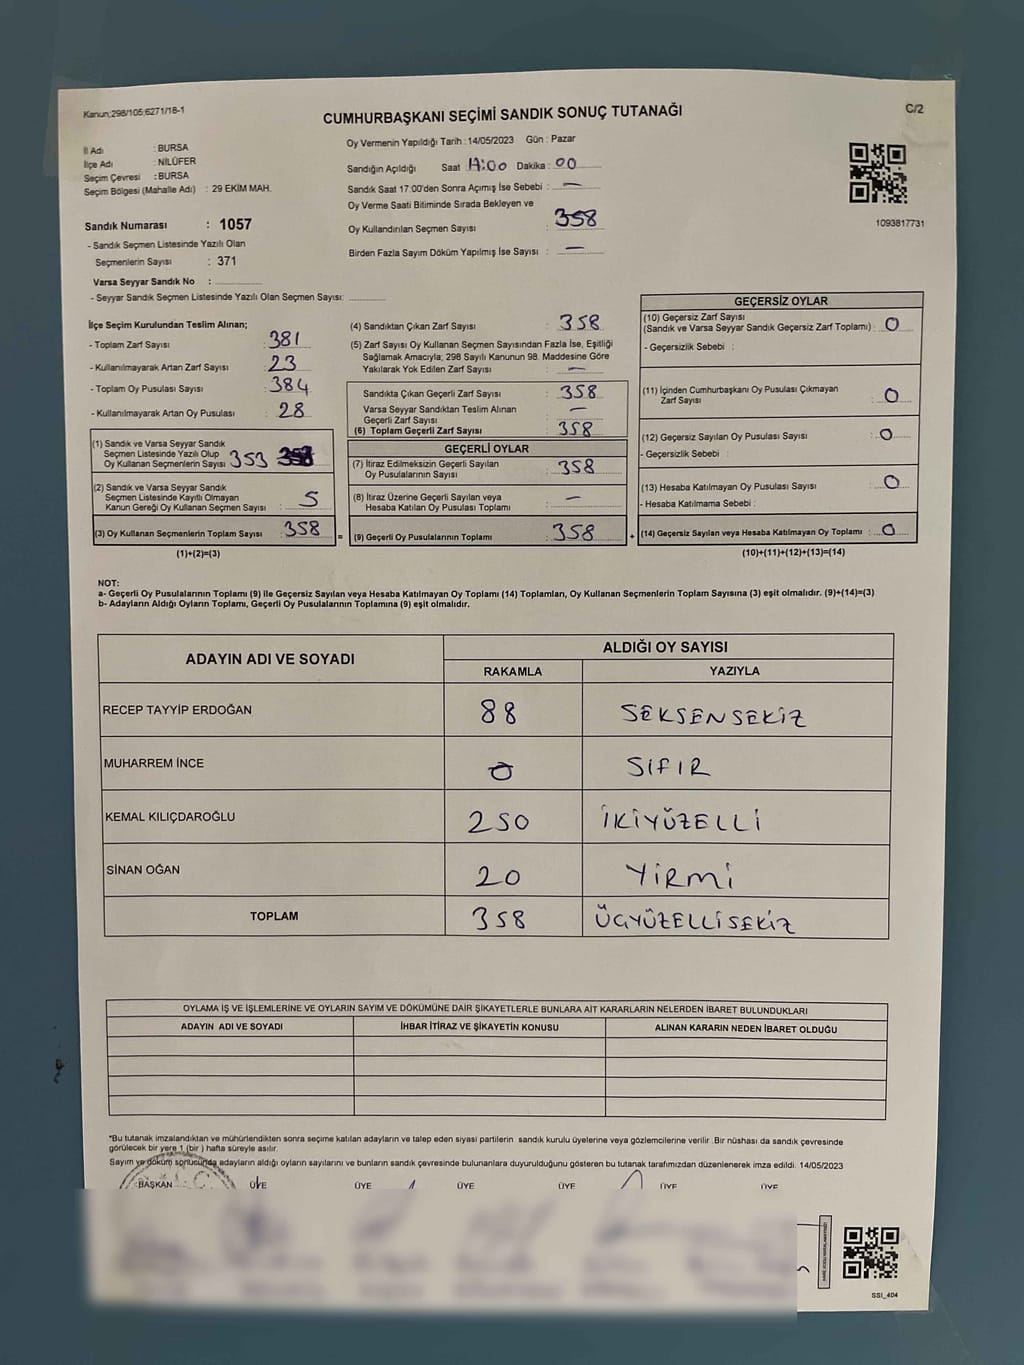 Kanun;298/105;6271/18-1
CUMHURBAŞKANI SEÇİMİ SANDIK SONUÇ TUTANAĞI
C/2
İl Adı : BURSA
İlçe Adı : NİLÜFER
Seçim Çevresi : BURSA
Seçim Bölgesi (Mahalle Adı) : 29 EKİM MAH.
Oy Vermenin Yapıldığı Tarih :14/05/2023 Gün : Pazar
Sandığın Açıldığı Saat Dakika : 00
Sandık Saat 17:00'den Sonra Açımış İse Sebebi : —
Oy Verme Saati Bitiminde Sırada Bekleyen ve
Oy Kullandırılan Seçmen Sayısı : 358
Birden Fazla Sayım Döküm Yapılmış İse Sayısı : —
1093817731
Sandık Numarası : 1057
- Sandık Seçmen Listesinde Yazılı Olan
Seçmenlerin Sayısı : 371
Varsa Seyyar Sandık No :
- Seyyar Sandık Seçmen Listesinde Yazılı Olan Seçmen Sayısı:
İlçe Seçim Kurulundan Teslim Alınan;
- Toplam Zarf Sayısı : 381
- Kullanılmayarak Artan Zarf Sayısı : 23
- Toplam Oy Pusulası Sayısı : 384
- Kullanılmayarak Artan Oy Pusulası : 28
(1) Sandık ve Varsa Seyyar Sandık
Seçmen Listesinde Yazılı Olup
Oy Kullanan Seçmenlerin Sayısı 353
(2) Sandık ve Varsa Seyyar Sandık
Seçmen Listesinde Kayıtlı Olmayan
Kanun Gereği Oy Kullanan Seçmen Sayısı : 5
(3) Oy Kullanan Seçmenlerin Toplam Sayısı : 358 =
(1)+(2)=(3)
(4) Sandıktan Çıkan Zarf Sayısı : 358
(5) Zarf Sayısı Oy Kullanan Seçmen Sayısından Fazla İse, Eşitliği
Sağlamak Amacıyla; 298 Sayılı Kanunun 98. Maddesine Göre
Yakılarak Yok Edilen Zarf Sayısı : —
Sandıkta Çıkan Geçerli Zarf Sayısı : 358
Varsa Seyyar Sandıktan Teslim Alınan
Geçerli Zarf Sayısı : —
(6) Toplam Geçerli Zarf Sayısı : 358
GEÇERLİ OYLAR
(7) İtiraz Edilmeksizin Geçerli Sayılan
Oy Pusulalarının Sayısı : 358
(8) İtiraz Üzerine Geçerli Sayılan veya
Hesaba Katılan Oy Pusulası Toplamı : —
(9) Geçerli Oy Pusulalarının Toplamı : 358 +
GEÇERSİZ OYLAR
(10) Geçersiz Zarf Sayısı
(Sandık ve Varsa Seyyar Sandık Geçersiz Zarf Toplamı) : 0
- Geçersizlik Sebebi :
(11) İçinden Cumhurbaşkanı Oy Pusulası Çıkmayan
Zarf Sayısı : 0
(12) Geçersiz Sayılan Oy Pusulası Sayısı : 0
- Geçersizlik Sebebi :
(13) Hesaba Katılmayan Oy Pusulası Sayısı : 0
- Hesaba Katılmama Sebebi :
(14) Geçersiz Sayılan veya Hesaba Katılmayan Oy Toplamı : 0
(10)+(11)+(12)+(13)=(14)
NOT:
a- Geçerli Oy Pusulalarının Toplamı (9) ile Geçersiz Sayılan veya Hesaba Katılmayan Oy Toplamı (14) Toplamları, Oy Kullanan Seçmenlerin Toplam Sayısına (3) eşit olmalıdır. (9)+(14)=(3)
b- Adayların Aldığı Oyların Toplamı, Geçerli Oy Pusulalarının Toplamına (9) eşit olmalıdır.
ADAYIN ADI VE SOYADI ALDIĞI OY SAYISI
RAKAMLA YAZIYLA
RECEP TAYYİP ERDOĞAN 88 SEKSENSEKİZ
MUHARREM İNCE 0 SIFIR
KEMAL KILIÇDAROĞLU 250 İKİYÜZELLİ
SİNAN OĞAN 20 YİRMİ
TOPLAM 358 ÜÇYÜZELLİSEKİZ
OYLAMA İŞ VE İŞLEMLERİNE VE OYLARIN SAYIM VE DÖKÜMÜNE DAİR ŞİKAYETLERLE BUNLARA AİT KARARLARIN NELERDEN İBARET BULUNDUKLARI
ADAYIN ADI VE SOYADI İHBAR İTİRAZ VE ŞİKAYETİN KONUSU ALINAN KARARIN NEDEN İBARET OLDUĞU
*Bu tutanak imzalandıktan ve mühürlendikten sonra seçime katılan adayların ve talep eden siyasi partilerin sandık kurulu üyelerine veya gözlemcilerine verilir .Bir nüshası da sandık çevresinde
görülecek bir yere 1 (bir ) hafta süreyle asılır.
Sayım ve döküm sonucunda adayların aldığı oyların sayılarını ve bunların sandık çevresinde bulunanlara duyurulduğunu gösteren bu tutanak tarafımızdan düzenlenerek imza edildi. 14/05/2023
BAŞKAN ÜYE ÜYE ÜYE ÜYE ÜYE ÜYE
SSI_404